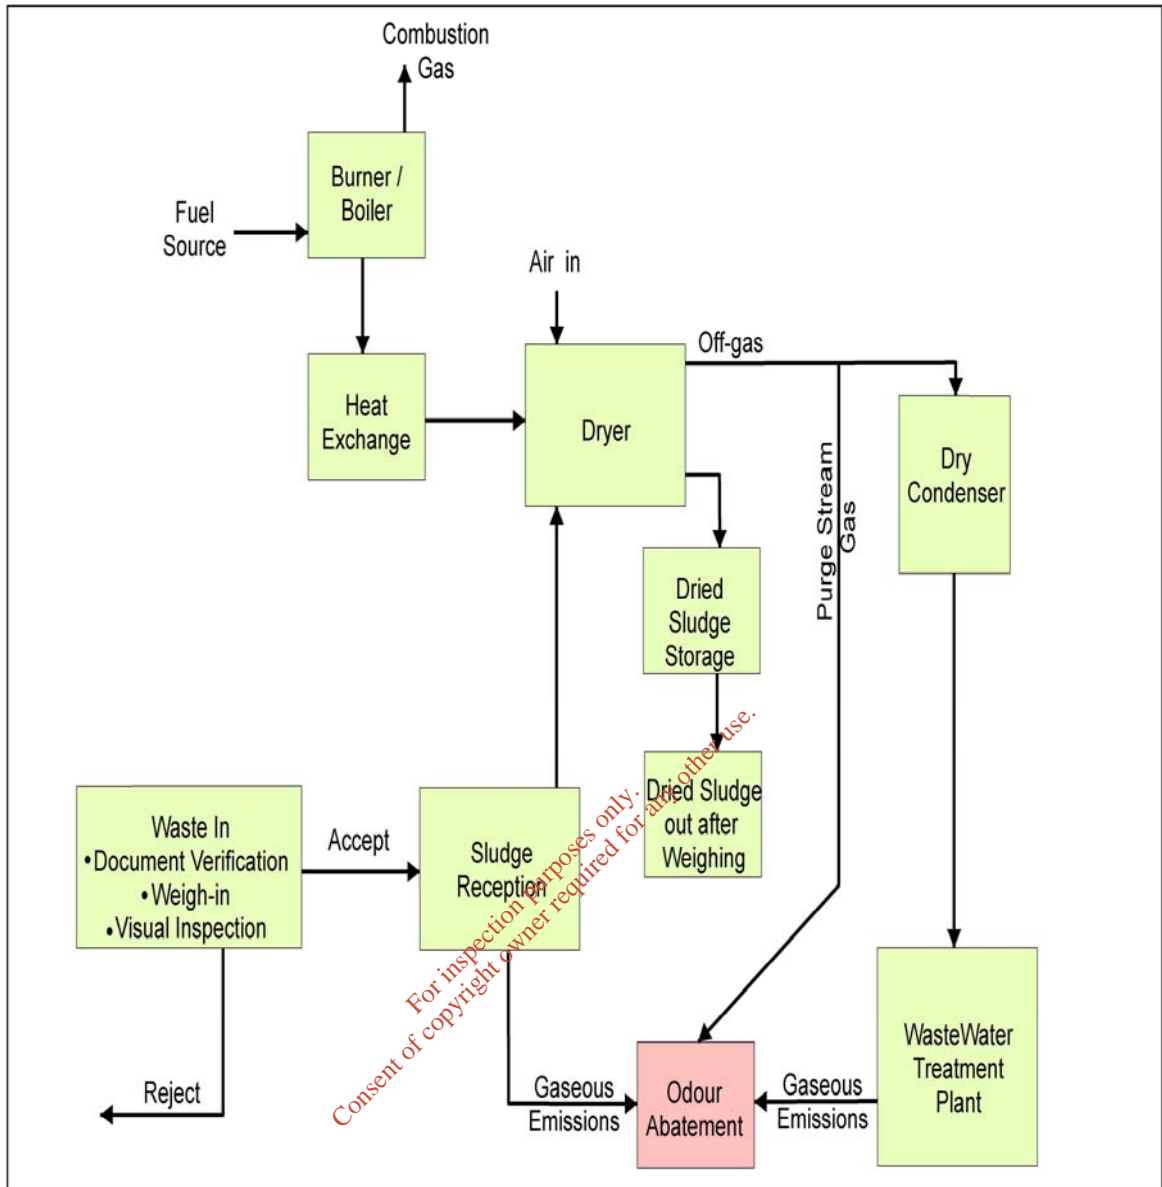 Combustion
Gas
Burner /
Boiler
Fuel
Source
Air in
Off-gas
Heat
Exchange
Dryer
Dry
Condenser
Purge Stream
Gas
Dried
Sludge
Storage
Dried Sludge
out after
Weighing
Waste In
•Document Verification
•Weigh-in
•Visual Inspection
Accept
Sludge
Reception
For inspection purposes only.
Consent of copyright owner required for any other use.
Reject
Gaseous
Emissions
Odour
Abatement
Gaseous
Emissions
WasteWater
Treatment
Plant